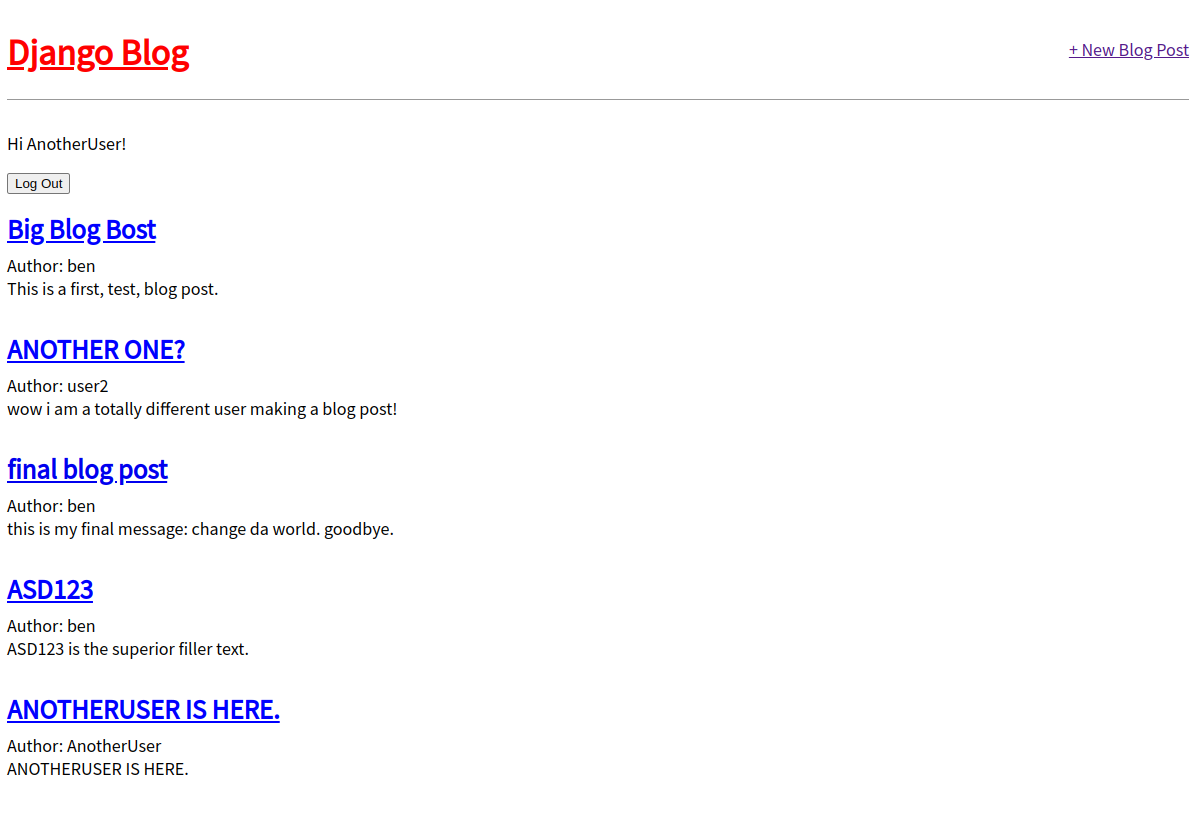 Django Blog
+ New Blog Post
Hi AnotherUser!
Log Out
Big Blog Bost
Author: ben
This is a first, test, blog post.
ANOTHER ONE?
Author: user2
wow i am a totally different user making a blog post!
final blog post
Author: ben
this is my final message: change da world. goodbye.
ASD123
Author: ben
ASD123 is the superior filler text.
ANOTHERUSER IS HERE.
Author: AnotherUser
ANOTHERUSER IS HERE.